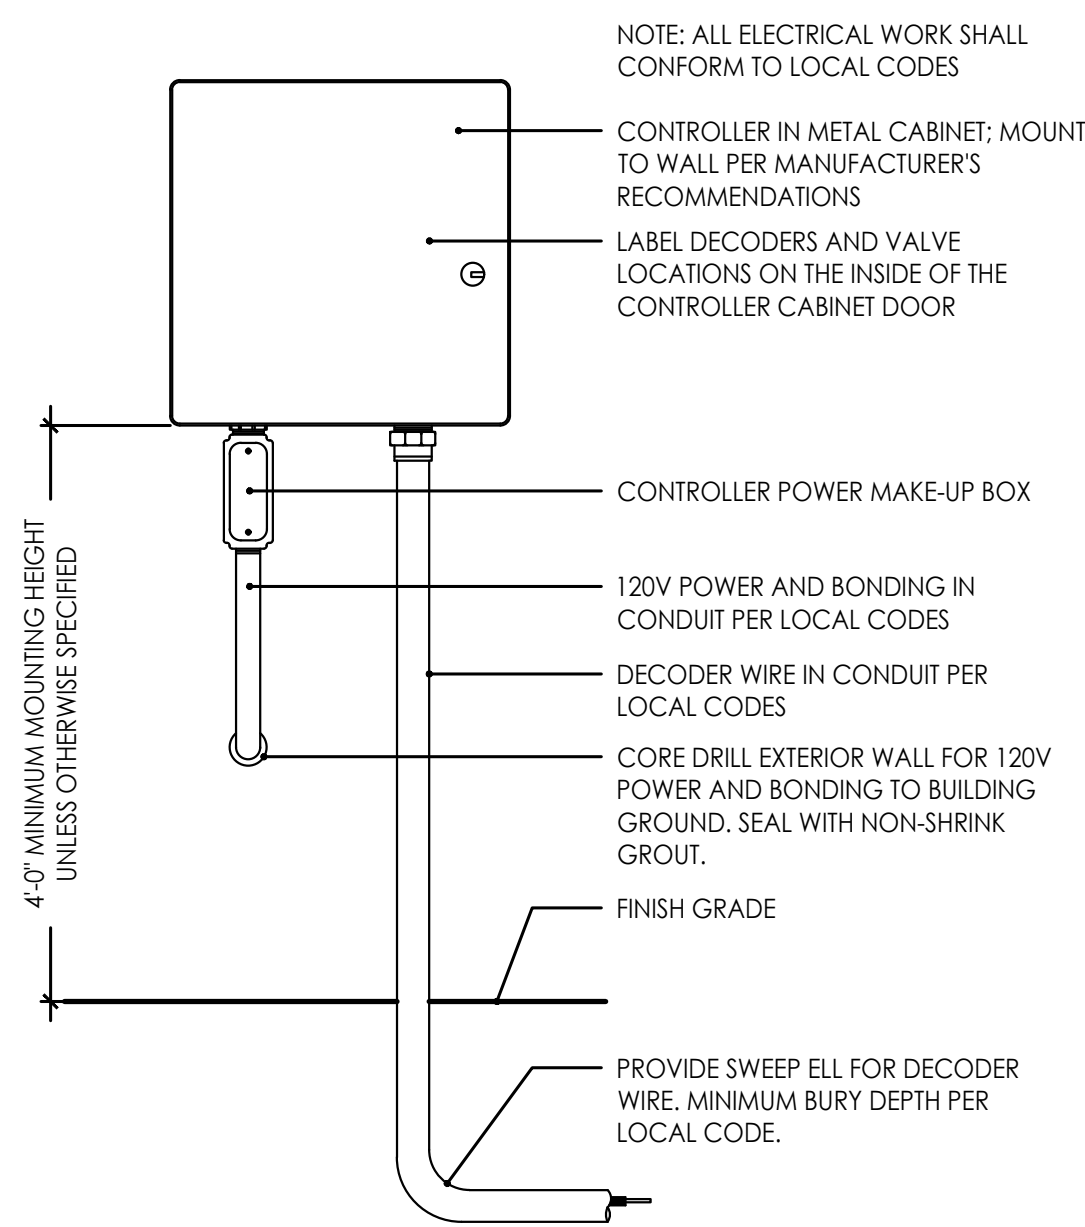 NOTE: ALL ELECTRICAL WORK SHALL
CONFORM TO LOCAL CODES
CONTROLLER IN METAL CABINET; MOUNT
TO WALL PER MANUFACTURER'S
RECOMMENDATIONS
LABEL DECODERS AND VALVE
LOCATIONS ON THE INSIDE OF THE
CONTROLLER CABINET DOOR
CONTROLLER POWER MAKE-UP BOX
120V POWER AND BONDING IN
CONDUIT PER LOCAL CODES
DECODER WIRE IN CONDUIT PER
LOCAL CODES
CORE DRILL EXTERIOR WALL FOR 120V
POWER AND BONDING TO BUILDING
GROUND. SEAL WITH NON-SHRINK
GROUT.
FINISH GRADE
PROVIDE SWEEP ELL FOR DECODER
WIRE. MINIMUM BURY DEPTH PER
LOCAL CODE.
4'-0" MINIMUM MOUNTING HEIGHT
UNLESS OTHERWISE SPECIFIED